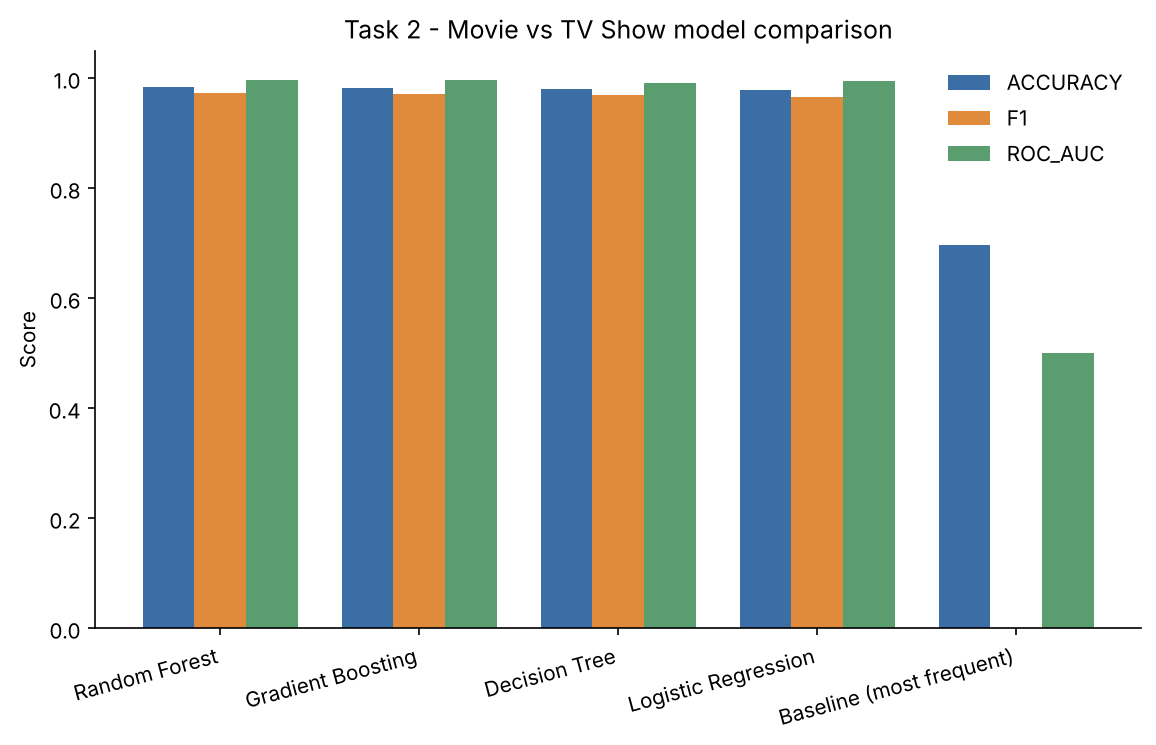 Task 2 - Movie vs TV Show model comparison
ACCURACY
F1
ROC_AUC
Score
1.0
0.8
0.6
0.4
0.2
0.0
Random Forest
Gradient Boosting
Decision Tree
Logistic Regression
Baseline (most frequent)